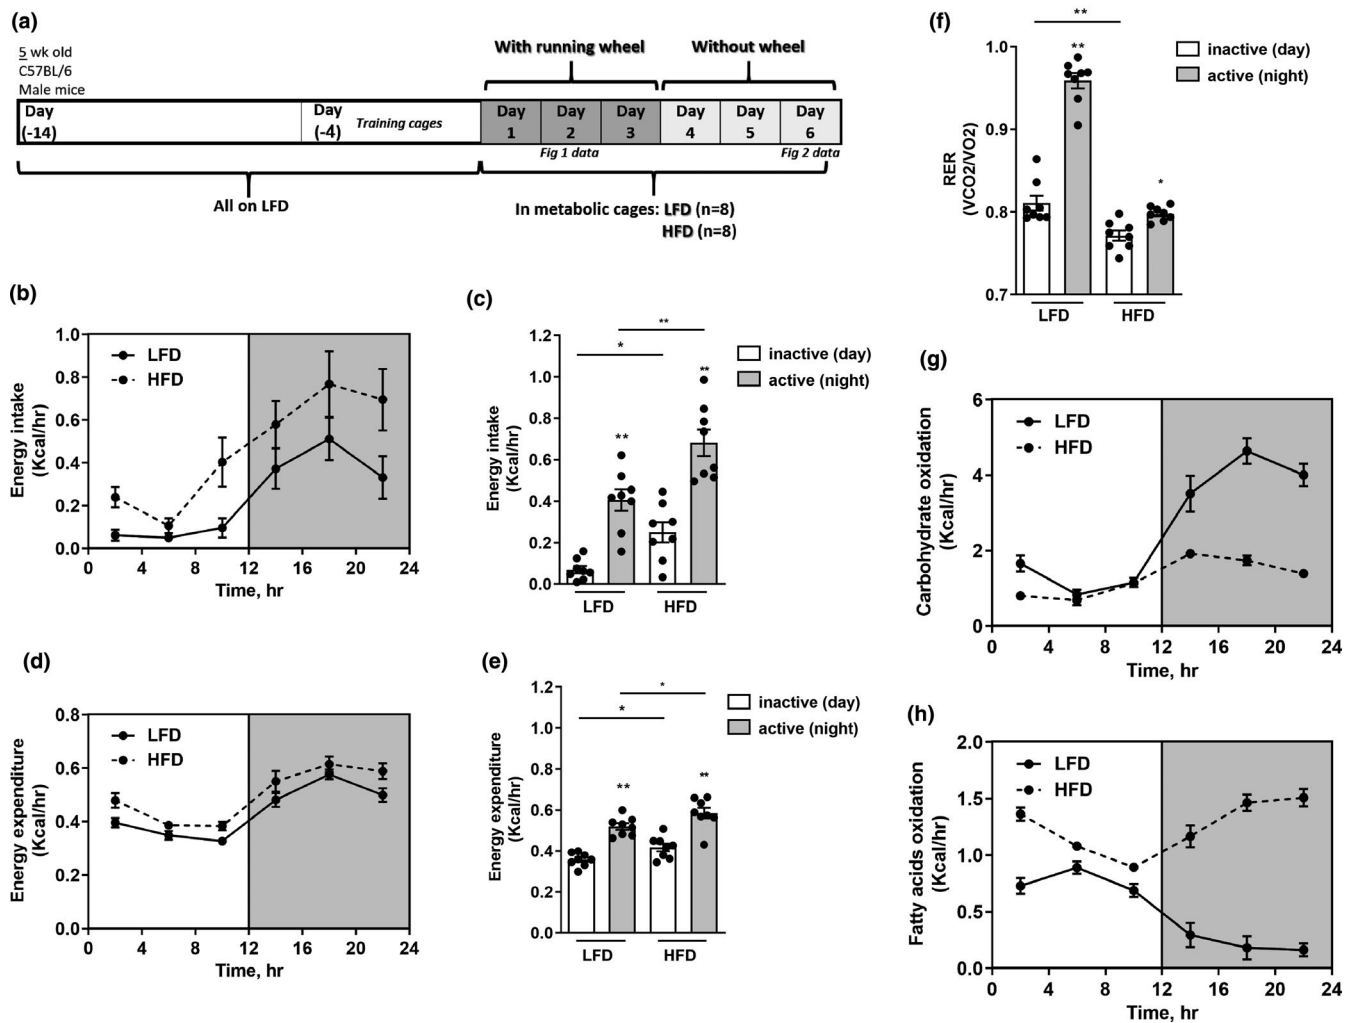 (a)
5 wk old
C57BL/6
Male mice
With running wheel
Without wheel
Day
(-14)
Day
(-4)
Training cages
Day
1
Day
2
Day
3
Day
4
Day
5
Day
6
Fig 1 data
Fig 2 data
All on LFD
In metabolic cages: LFD (n=8)
HFD (n=8)
(b)
Energy intake
(Kcal/hr)
1.0
0.8
0.6
0.4
0.2
0.0
LFD
HFD
0 4 8 12 16 20 24
Time, hr
(c)
Energy intake
(Kcal/hr)
1.2
1.0
0.8
0.6
0.4
0.2
0.0
**
*
**
**
inactive (day)
active (night)
LFD HFD
(d)
Energy expenditure
(Kcal/hr)
0.8
0.6
0.4
0.2
0.0
LFD
HFD
0 4 8 12 16 20 24
Time, hr
(e)
Energy expenditure
(Kcal/hr)
1.2
1.0
0.8
0.6
0.4
0.2
0.0
*
*
**
**
inactive (day)
active (night)
LFD HFD
(f)
RER
(VCO2/VO2)
1.0
0.9
0.8
0.7
**
**
*
inactive (day)
active (night)
LFD HFD
(g)
Carbohydrate oxidation
(Kcal/hr)
6
4
2
0
LFD
HFD
0 4 8 12 16 20 24
Time, hr
(h)
Fatty acids oxidation
(Kcal/hr)
2.0
1.5
1.0
0.5
0.0
LFD
HFD
0 4 8 12 16 20 24
Time, hr